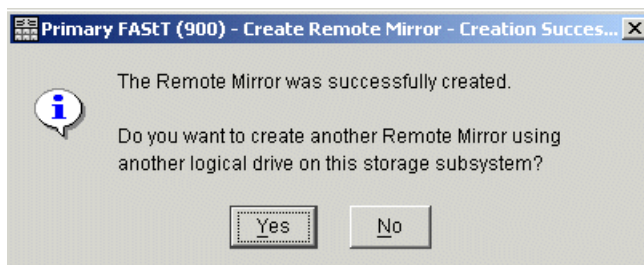 Primary FAStT (900) - Create Remote Mirror - Creation Succes...
The Remote Mirror was successfully created.
Do you want to create another Remote Mirror using
another logical drive on this storage subsystem?
Yes
No